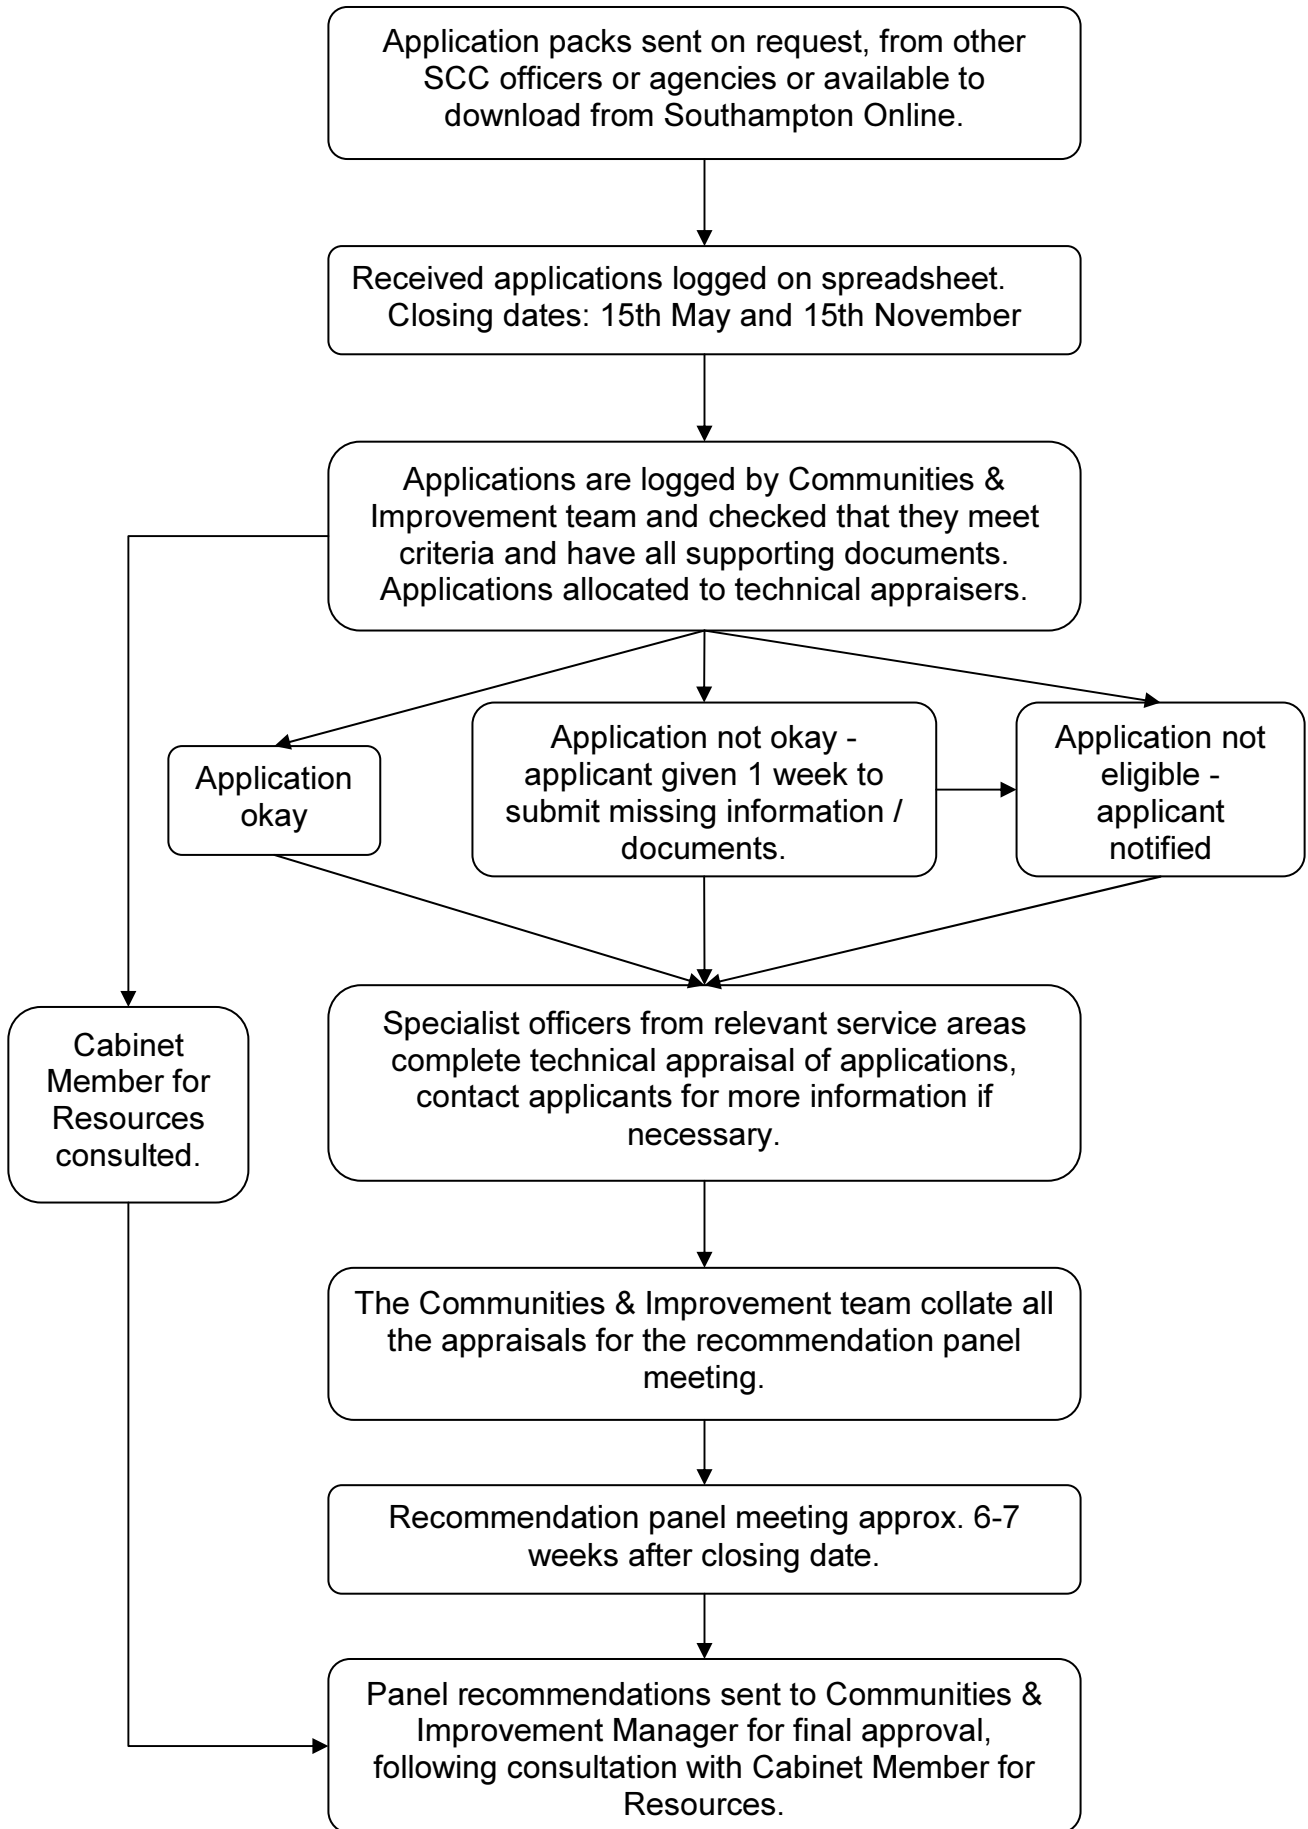 Application packs sent on request, from other
SCC officers or agencies or available to
download from Southampton Online.
Received applications logged on spreadsheet.
Closing dates: 15th May and 15th November
Applications are logged by Communities &
Improvement team and checked that they meet
criteria and have all supporting documents.
Applications allocated to technical appraisers.
Application
okay
Application not okay -
applicant given 1 week to
submit missing information /
documents.
Application not
eligible -
applicant
notified
Cabinet
Member for
Resources
consulted.
Specialist officers from relevant service areas
complete technical appraisal of applications,
contact applicants for more information if
necessary.
The Communities & Improvement team collate all
the appraisals for the recommendation panel
meeting.
Recommendation panel meeting approx. 6-7
weeks after closing date.
Panel recommendations sent to Communities &
Improvement Manager for final approval,
following consultation with Cabinet Member for
Resources.